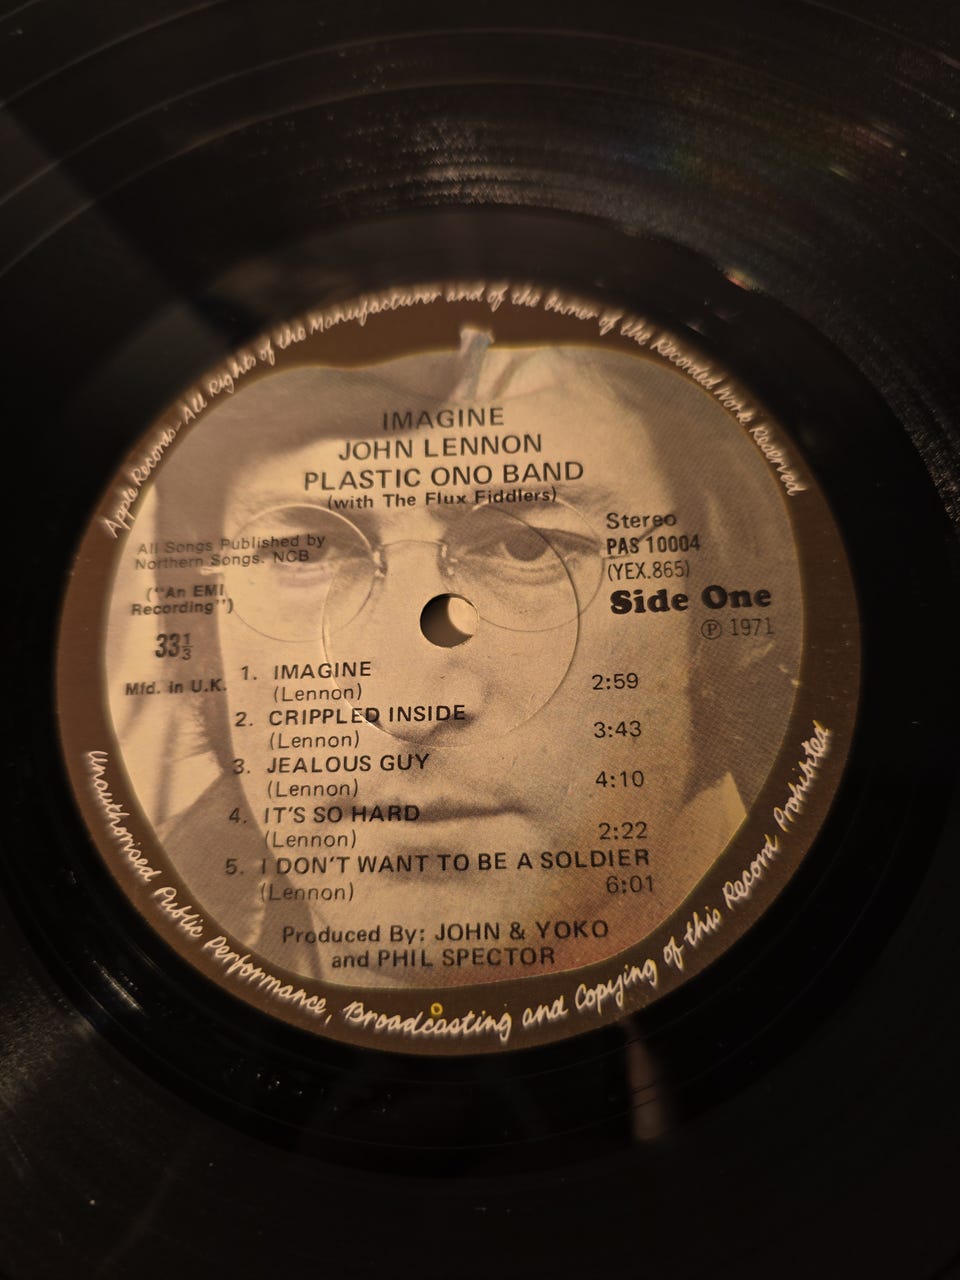 Apple Records - All Rights of the Manufacturer and of the Owner of the Recorded Work Reserved
IMAGINE
JOHN LENNON
PLASTIC ONO BAND
(with The Flux Fiddlers)
All Songs Published by
Northern Songs. NCB
("An EMI
Recording")
33⅓
Mfd. in U.K.
Stereo
PAS 10004
(YEX.865)
Side One
℗ 1971
1. IMAGINE 2:59
(Lennon)
2. CRIPPLED INSIDE 3:43
(Lennon)
3. JEALOUS GUY 4:10
(Lennon)
4. IT'S SO HARD 2:22
(Lennon)
5. I DON'T WANT TO BE A SOLDIER 6:01
(Lennon)
Produced By: JOHN & YOKO
and PHIL SPECTOR
Unauthorised Public Performance, Broadcasting and Copying of this Record Prohibited